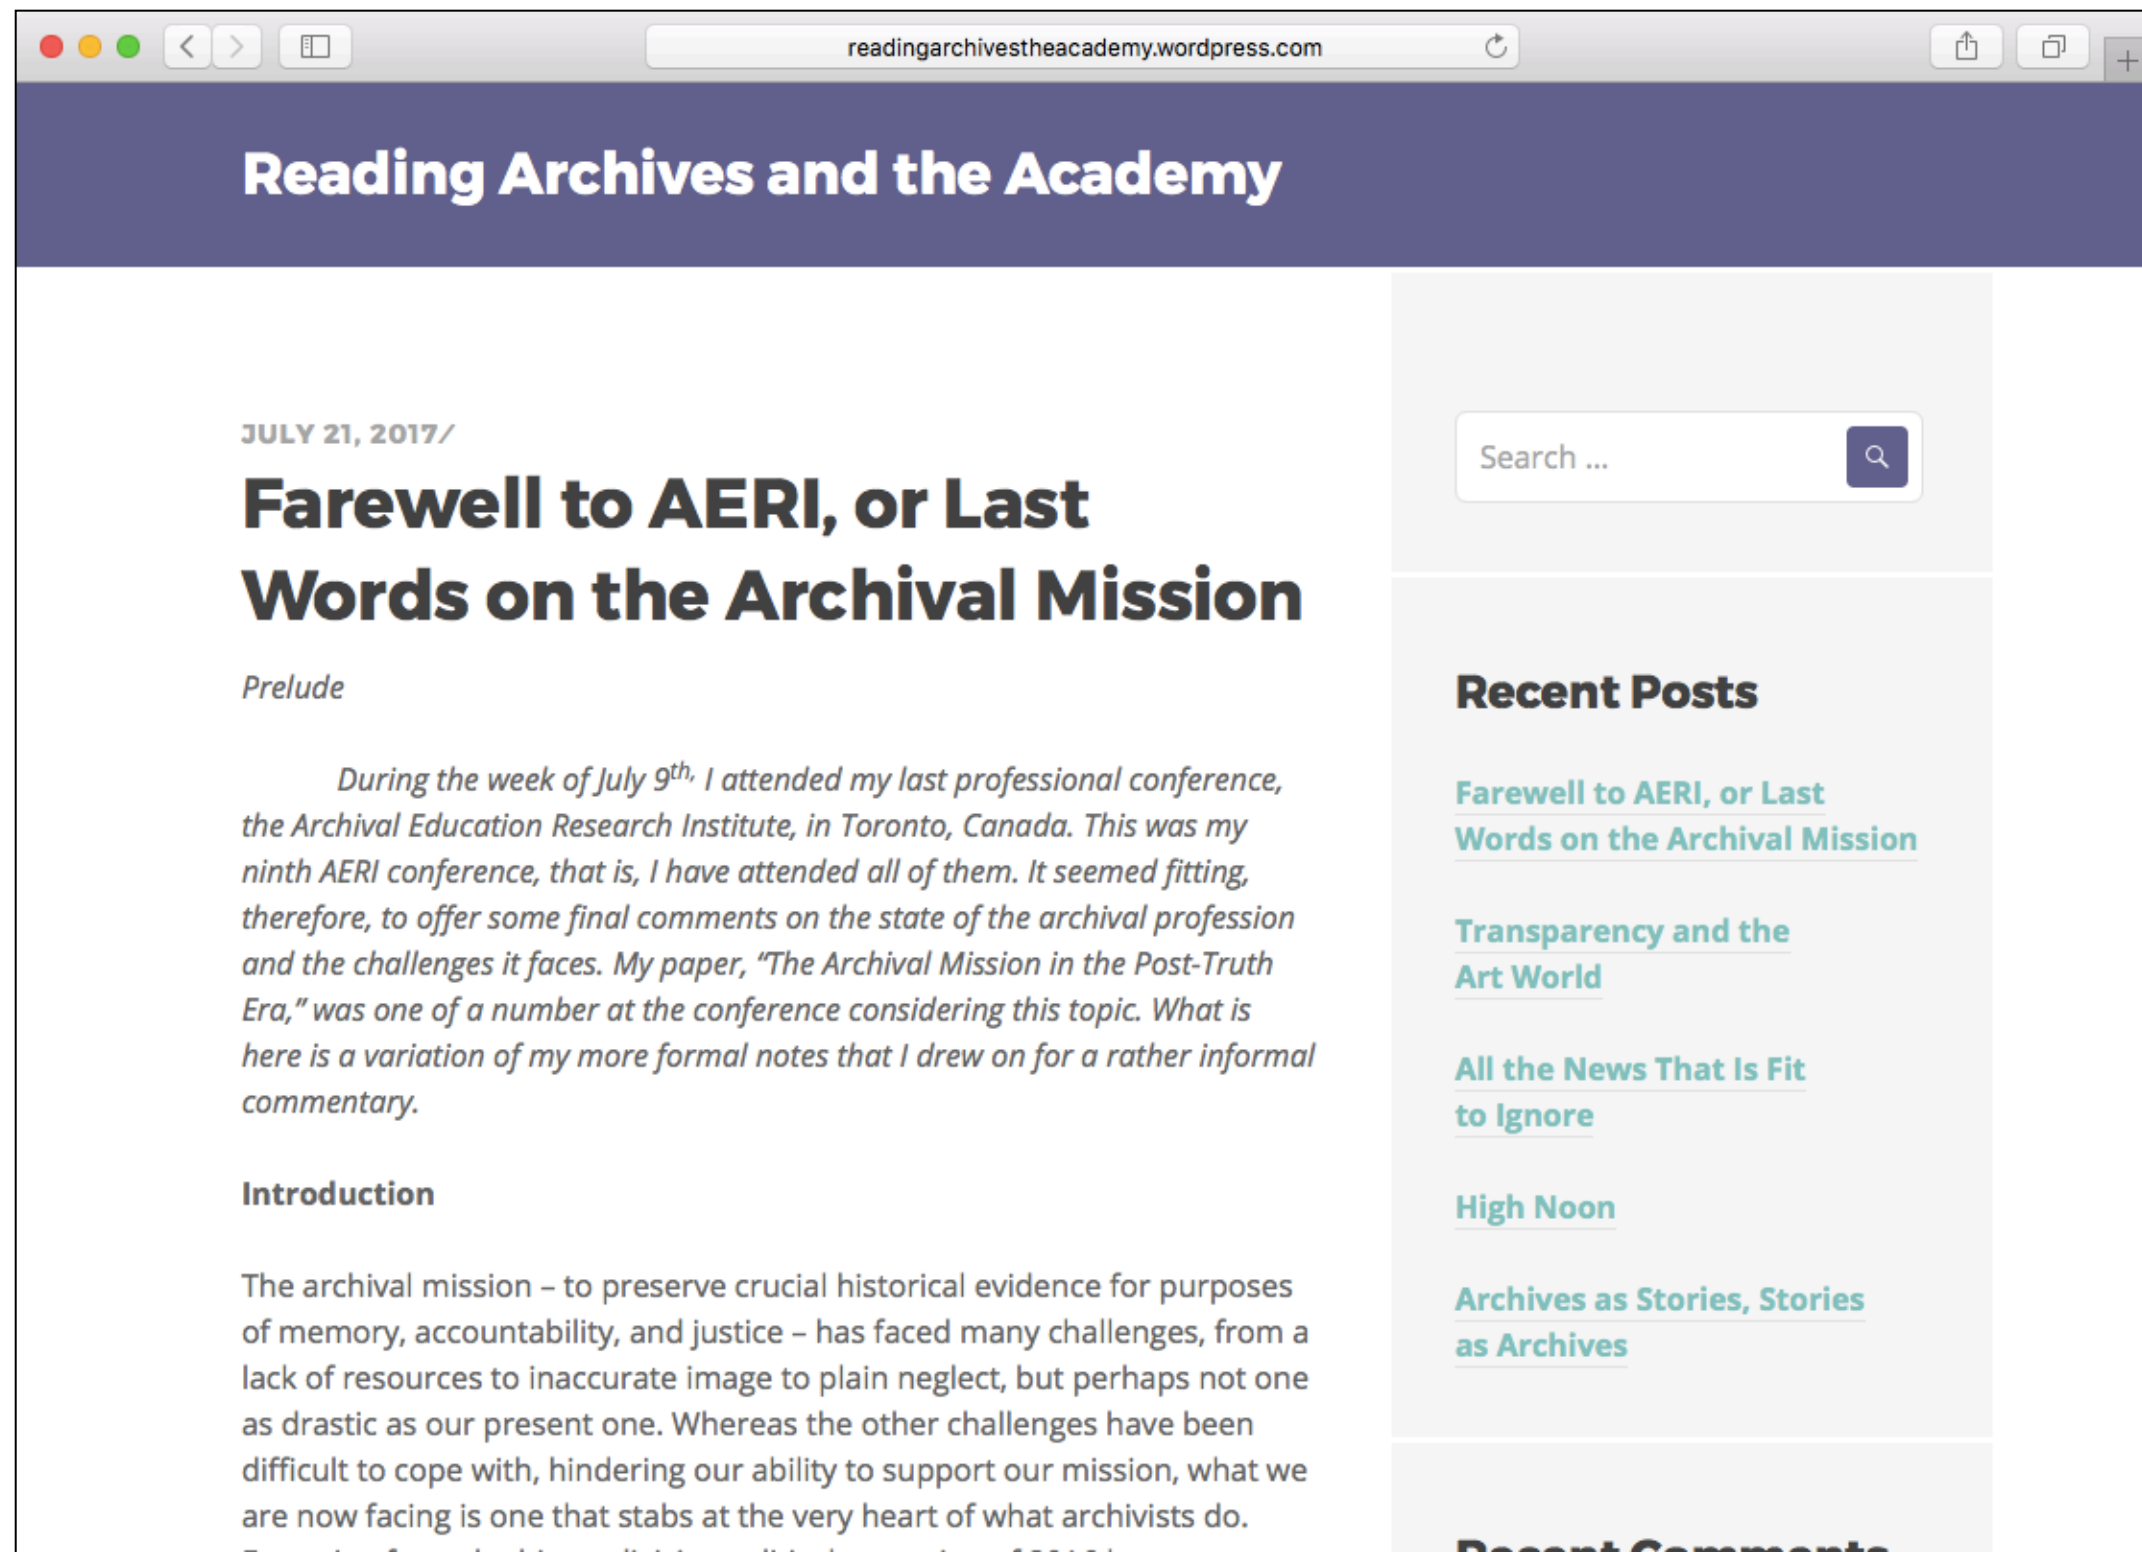 readingarchivestheacademy.wordpress.com
Reading Archives and the Academy
JULY 21, 2017/
Farewell to AERI, or Last
Words on the Archival Mission
Prelude
During the week of July 9th, I attended my last professional conference,
the Archival Education Research Institute, in Toronto, Canada. This was my
ninth AERI conference, that is, I have attended all of them. It seemed fitting,
therefore, to offer some final comments on the state of the archival profession
and the challenges it faces. My paper, “The Archival Mission in the Post-Truth
Era,” was one of a number at the conference considering this topic. What is
here is a variation of my more formal notes that I drew on for a rather informal
commentary.
Introduction
The archival mission – to preserve crucial historical evidence for purposes
of memory, accountability, and justice – has faced many challenges, from a
lack of resources to inaccurate image to plain neglect, but perhaps not one
as drastic as our present one. Whereas the other challenges have been
difficult to cope with, hindering our ability to support our mission, what we
are now facing is one that stabs at the very heart of what archivists do.
Search ...
Recent Posts
Farewell to AERI, or Last
Words on the Archival Mission
Transparency and the
Art World
All the News That Is Fit
to Ignore
High Noon
Archives as Stories, Stories
as Archives
Recent Comments